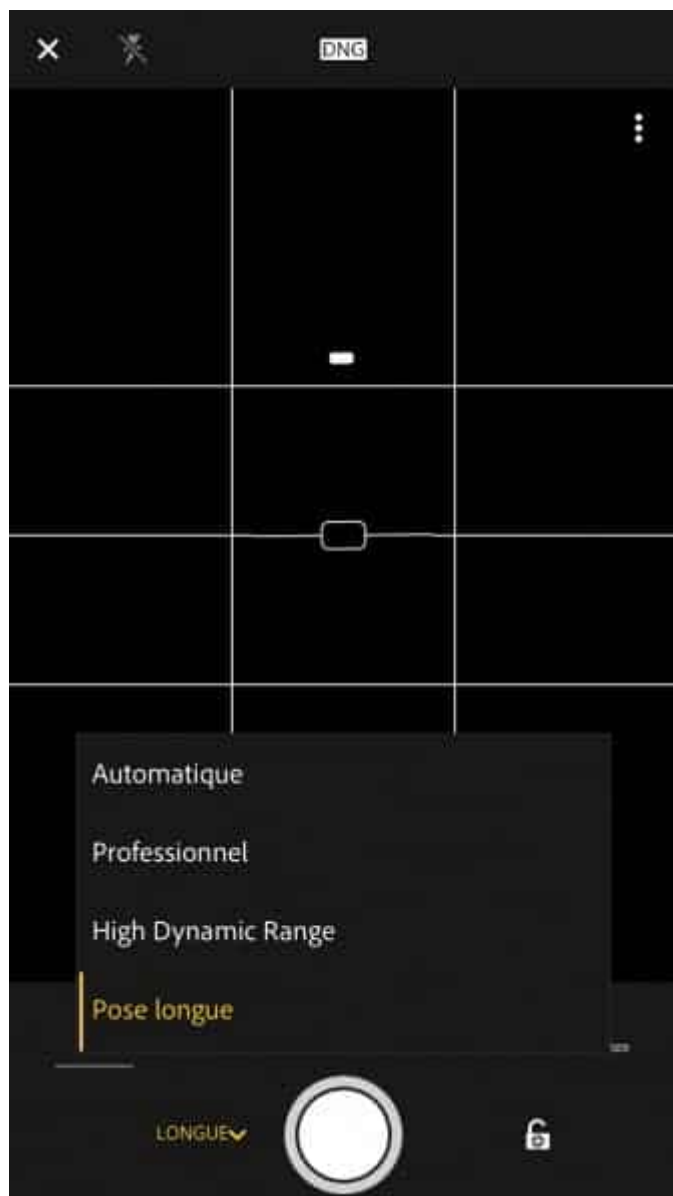 DNG
Automatique
Professionnel
High Dynamic Range
Pose longue
LONGUE